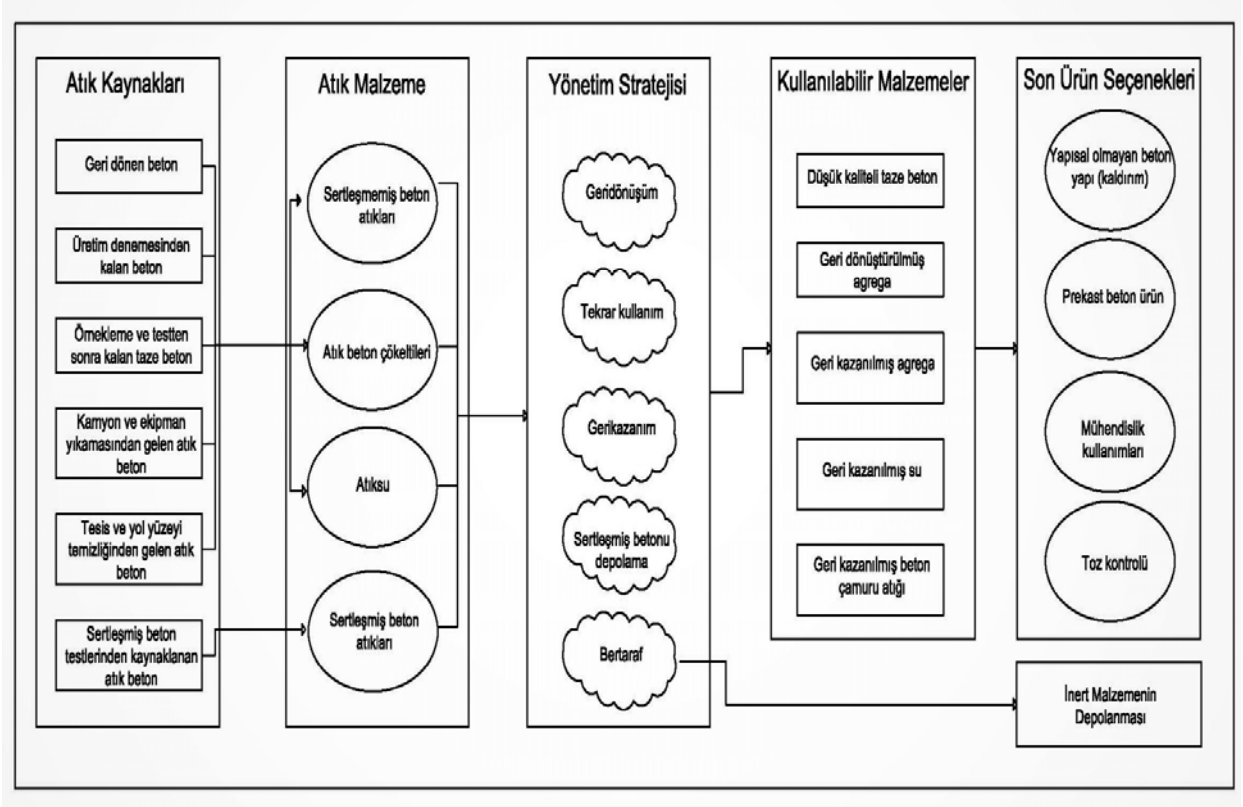 Atık Kaynakları
Geri dönen beton
Üretim denemesinden
kalan beton
Örnekleme ve testten
sonra kalan taze beton
Kamyon ve ekipman
yıkamasından gelen atık
beton
Tesis ve yol yüzeyi
temizliğinden gelen atık
beton
Sertleşmiş beton
testlerinden kaynaklanan
atık beton
Atık Malzeme
Sertleşmemiş beton
atıkları
Atık beton çökeltileri
Atıksu
Sertleşmiş beton
atıkları
Yönetim Stratejisi
Geridönüşüm
Tekrar kullanım
Gerikazanım
Sertleşmiş betonu
depolama
Bertaraf
Kullanılabilir Malzemeler
Düşük kaliteli taze beton
Geri dönüştürülmüş
agrega
Geri kazanılmış agrega
Geri kazanılmış su
Geri kazanılmış beton
çamuru atığı
Son Ürün Seçenekleri
Yapısal olmayan beton
yapı (kaldırım)
Prekast beton ürün
Mühendislik
kullanımları
Toz kontrolü
İnert Malzemenin
Depolanması